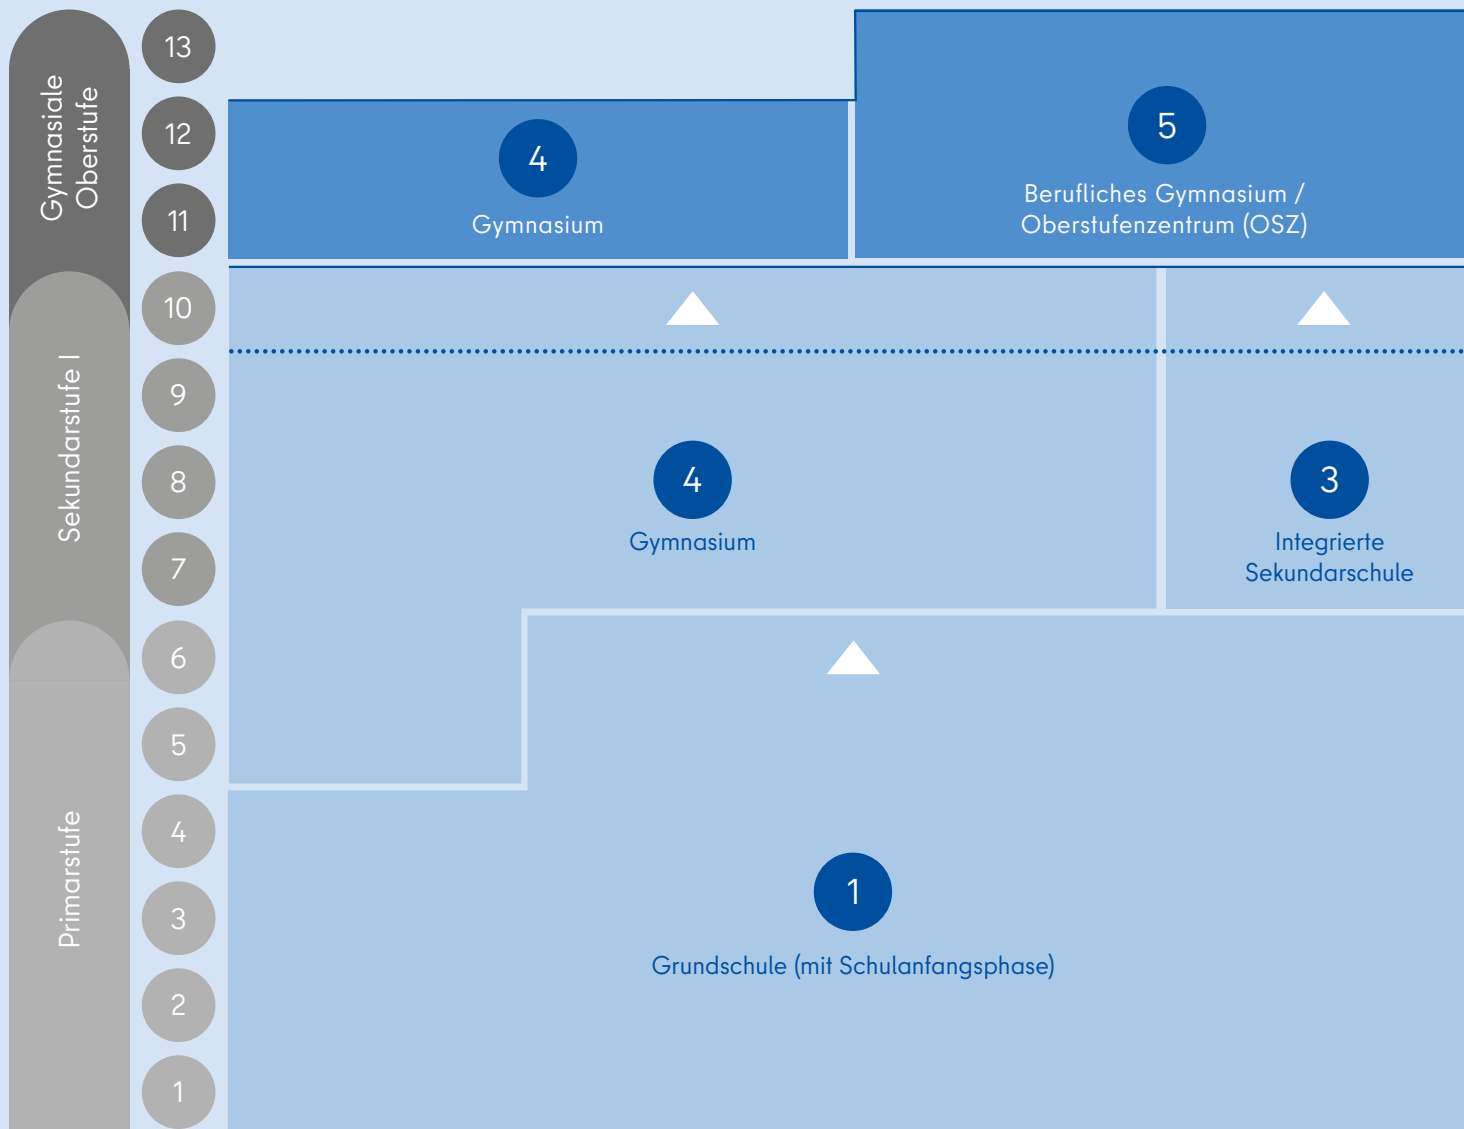 Gymnasiale
Oberstufe
Sekundarstufe I
Primarstufe
13
12
11
10
9
8
7
6
5
4
3
2
1
4
Gymnasium
5
Berufliches Gymnasium /
Oberstufenzentrum (OSZ)
4
Gymnasium
3
Integrierte
Sekundarschule
1
Grundschule (mit Schulanfangsphase)